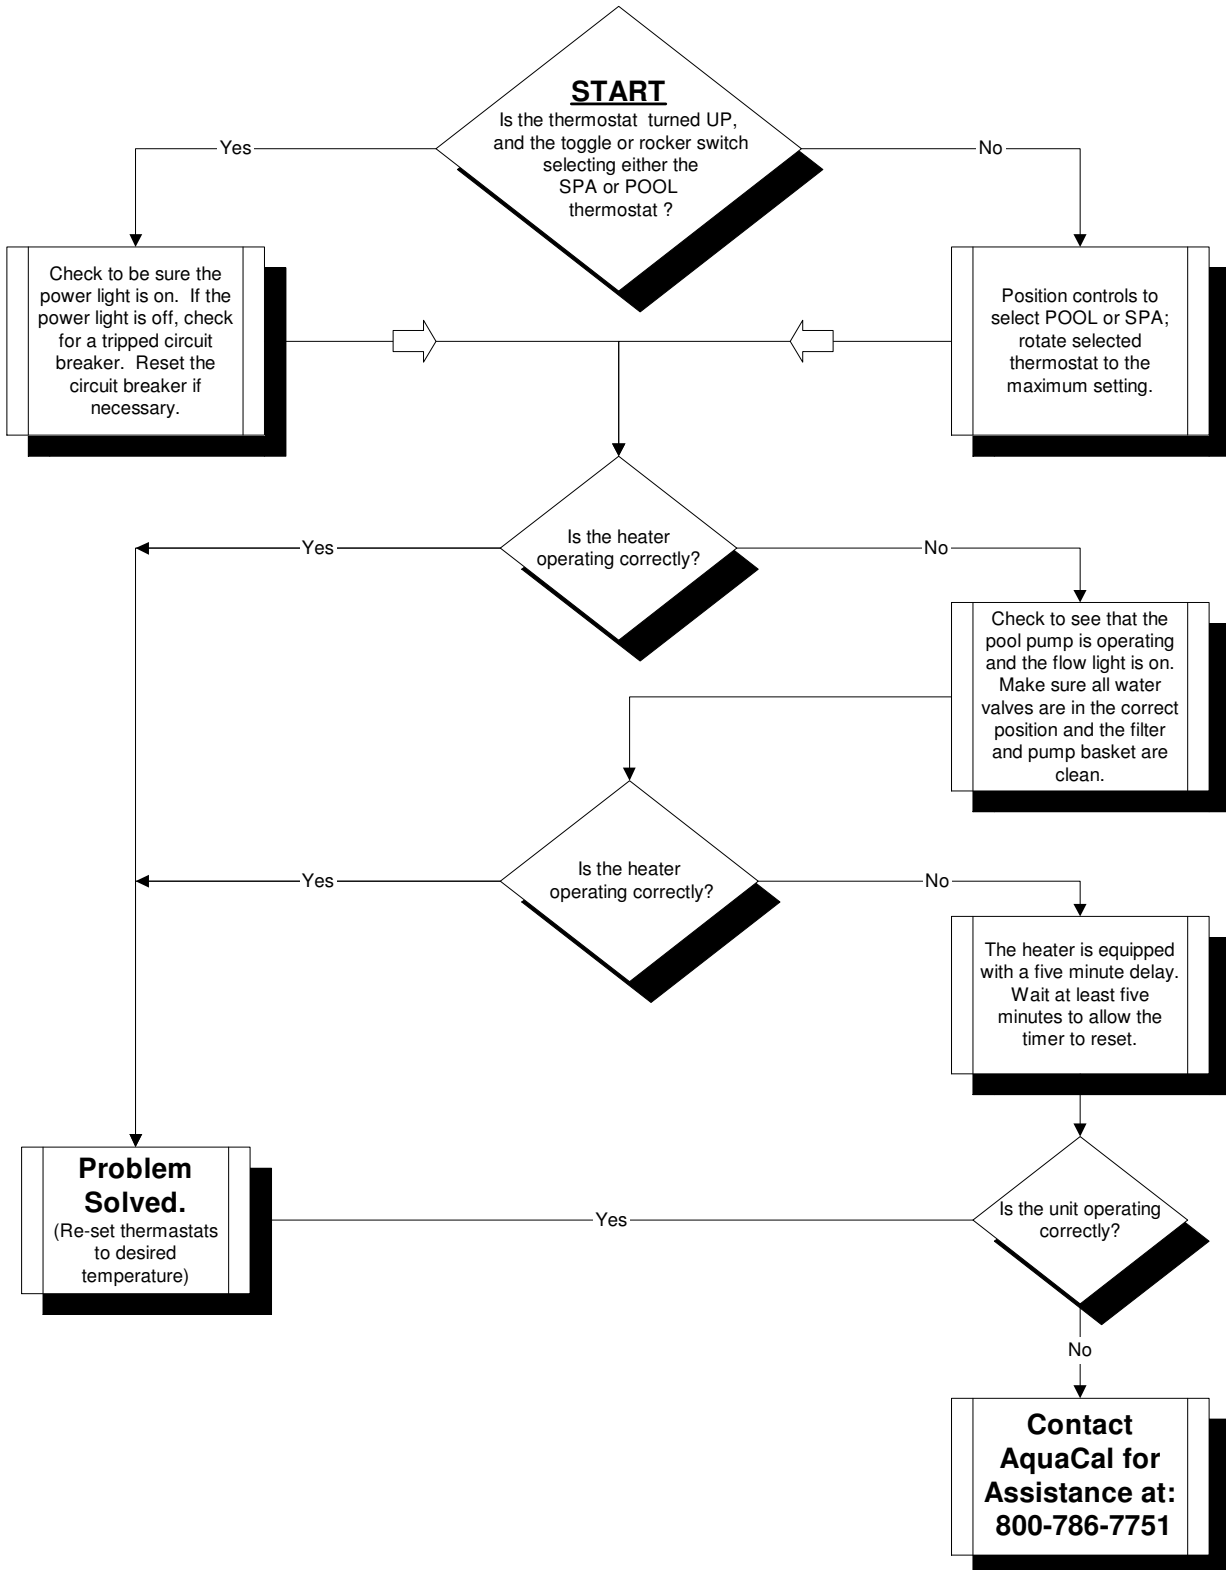 START
Is the thermostat turned UP,
and the toggle or rocker switch
selecting either the
SPA or POOL
thermostat ?
Yes
No
Check to be sure the
power light is on. If the
power light is off, check
for a tripped circuit
breaker. Reset the
circuit breaker if
necessary.
Position controls to
select POOL or SPA;
rotate selected
thermostat to the
maximum setting.
Is the heater
operating correctly?
Yes
No
Check to see that the
pool pump is operating
and the flow light is on.
Make sure all water
valves are in the correct
position and the filter
and pump basket are
clean.
Is the heater
operating correctly?
Yes
No
The heater is equipped
with a five minute delay.
Wait at least five
minutes to allow the
timer to reset.
Problem
Solved.
(Re-set thermastats
to desired
temperature)
Yes
Is the unit operating
correctly?
No
Contact
AquaCal for
Assistance at:
800-786-7751